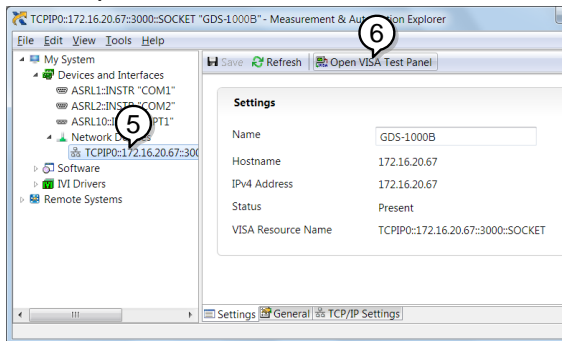 TCPIP0::172.16.20.67::3000::SOCKET "GDS-1000B" - Measurement & Automation Explorer
File Edit View Tools Help
My System
Devices and Interfaces
ASRL1::INSTR "COM1"
ASRL2::INSTR "COM2"
ASRL10::I PT1"
Network De es
TCPIP0::172.16.20.67::300
Software
IVI Drivers
Remote Systems
5
6
Save Refresh Open VISA Test Panel
Settings
Name GDS-1000B
Hostname 172.16.20.67
IPv4 Address 172.16.20.67
Status Present
VISA Resource Name TCPIP0::172.16.20.67::3000::SOCKET
Settings General TCP/IP Settings